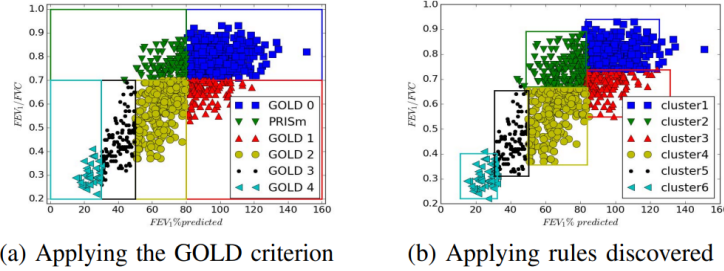 (a)
(b)
1.0
0.9
0.8
0.7
0.6
0.5
0.4
0.3
0.2
FEV₁/FVC
0 20 40 60 80 100 120 140 160
FEV₁%predicted
GOLD 0
PRISm
GOLD 1
GOLD 2
GOLD 3
GOLD 4
1.0
0.9
0.8
0.7
0.6
0.5
0.4
0.3
0.2
FEV₁/FVC
0 20 40 60 80 100 120 140 160
FEV₁% predicted
cluster1
cluster2
cluster3
cluster4
cluster5
cluster6
(a) Applying the GOLD criterion
(b) Applying rules discovered